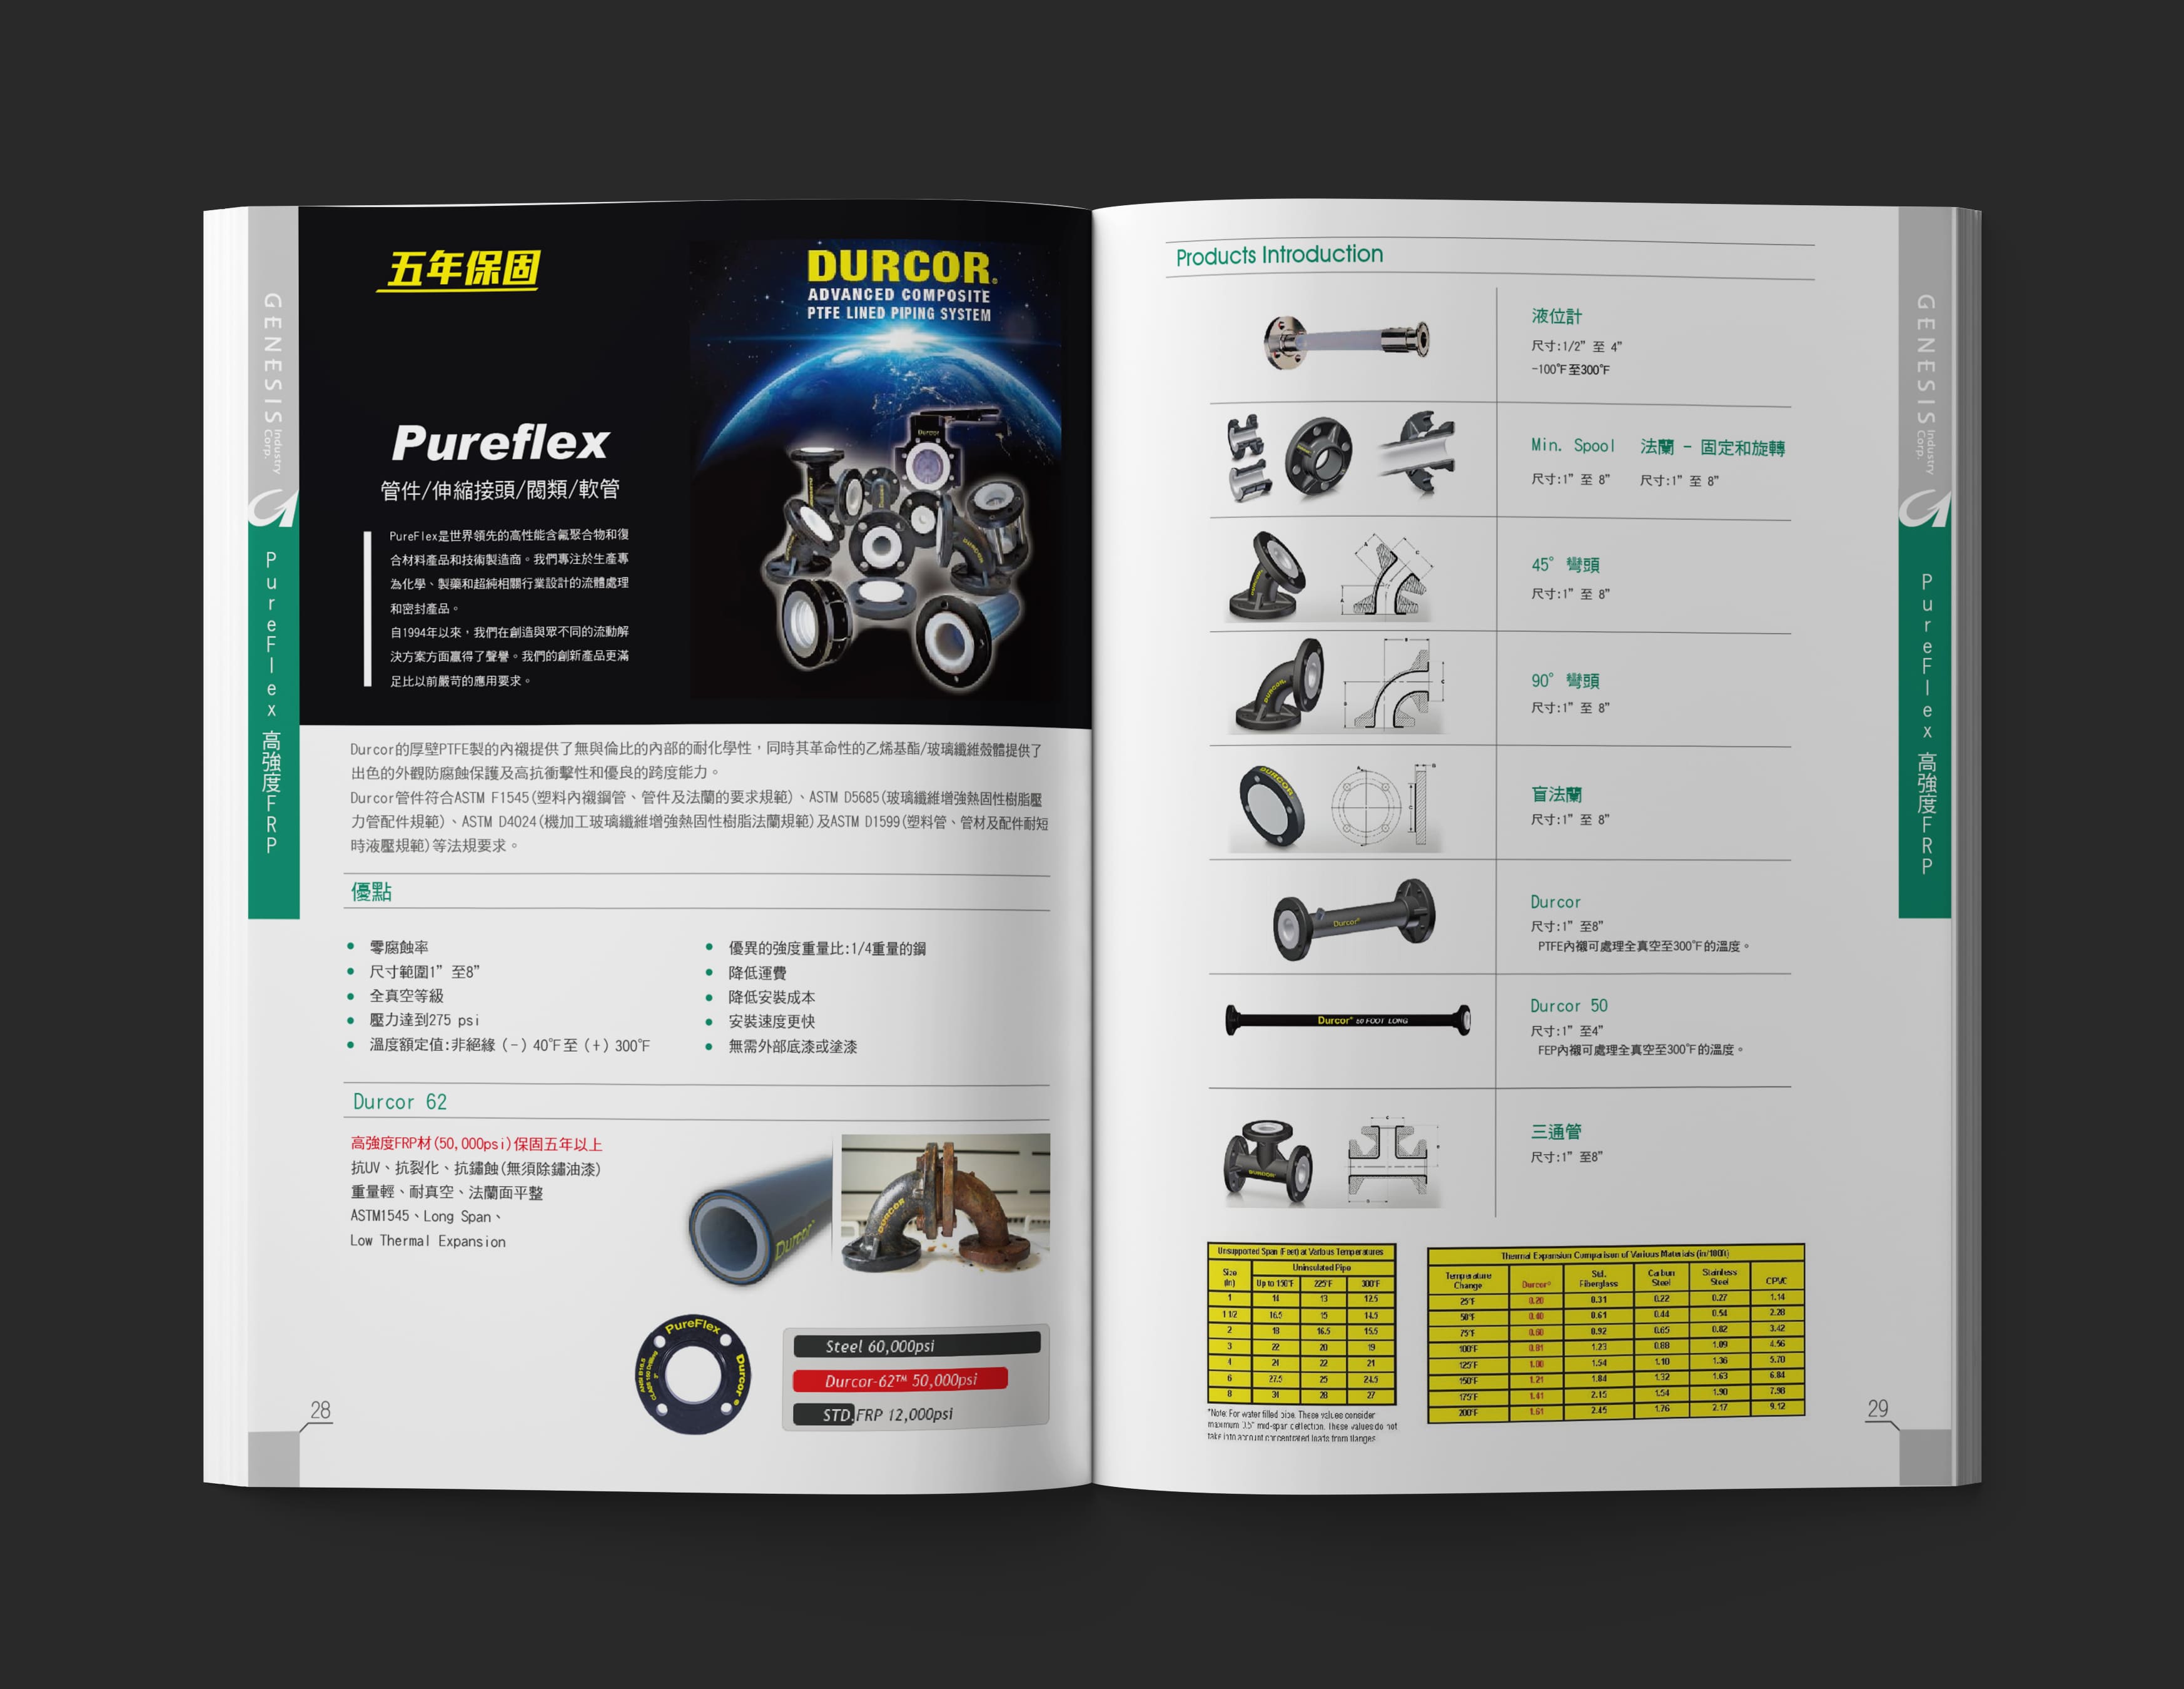 GENESIS
Industry
Corp.
PureFlex 高強度FRP
五年保固
DURCOR®
ADVANCED COMPOSITE
PTFE LINED PIPING SYSTEM
Durcor
Pureflex
管件/伸縮接頭/閥類/軟管
PureFlex是世界領先的高性能含氟聚合物和復
合材料產品和技術製造商。我們專注於生產專
為化學、製藥和超純相關行業設計的流體處理
和密封產品。
自1994年以來，我們在創造與眾不同的流動解
決方案方面贏得了聲譽。我們的創新產品更滿
足比以前嚴苛的應用要求。
Durcor的厚壁PTFE製的內襯提供了無與倫比的內部的耐化學性，同時其革命性的乙烯基酯/玻璃纖維殼體提供了
出色的外觀防腐蝕保護及高抗衝擊性和優良的跨度能力。
Durcor管件符合ASTM F1545(塑料內襯鋼管、管件及法蘭的要求規範)、ASTM D5685(玻璃纖維增強熱固性樹脂壓
力管配件規範)、ASTM D4024(機加工玻璃纖維增強熱固性樹脂法蘭規範)及ASTM D1599(塑料管、管材及配件耐短
時液壓規範)等法規要求。
優點
零腐蝕率
尺寸範圍1” 至8”
全真空等級
壓力達到275 psi
溫度額定值:非絕緣 (-) 40℉至 (+) 300℉
優異的強度重量比:1/4重量的鋼
降低運費
降低安裝成本
安裝速度更快
無需外部底漆或塗漆
Durcor 62
高強度FRP材(50,000psi)保固五年以上
抗UV、抗裂化、抗鏽蝕(無須除鏽油漆)
重量輕、耐真空、法蘭面平整
ASTM1545、Long Span、
Low Thermal Expansion
Durcor®
DURCOR
PureFlex
Durcor®
ANSI B16.5
CLASS 150 Drilling
3"
Steel 60,000psi
Durcor-62™ 50,000psi
STD.FRP 12,000psi
28
Products Introduction
液位計
尺寸:1/2” 至 4”
-100℉至300℉
Min. Spool 法蘭 - 固定和旋轉
尺寸:1” 至 8” 尺寸:1” 至 8”
45° 彎頭
尺寸:1” 至 8”
90° 彎頭
尺寸:1” 至 8”
DURCOR
盲法蘭
尺寸:1” 至 8”
DURCOR
Durcor
尺寸:1” 至8”
PTFE內襯可處理全真空至300℉的溫度。
Durcor®
Durcor 50
尺寸:1” 至4”
FEP內襯可處理全真空至300℉的溫度。
Durcor® 50 FOOT LONG
三通管
尺寸:1” 至8”
DURCOR
Unsupported Span (Feet) at Various Temperatures
Size (in) Uninsulated Pipe
Up to 150°F 225°F 300°F
1 14 13 12.5
1 1/2 16.5 15 14.5
2 18 16.5 15.5
3 22 20 19
4 24 22 21
6 27.5 25 24.5
8 31 28 27
*Note: For water filled pipe. These values consider
maximum 0.5" mid-span deflection. These values do not
take into account concentrated loads from flanges
Thermal Expansion Comparison of Various Materials (in/100ft)
Temperature Change Durcor® Std. Fiberglass Carbon Steel Stainless Steel CPVC
25°F 0.20 0.31 0.22 0.27 1.14
50°F 0.40 0.61 0.44 0.54 2.28
75°F 0.60 0.92 0.65 0.82 3.42
100°F 0.81 1.23 0.88 1.09 4.56
125°F 1.00 1.54 1.10 1.36 5.70
150°F 1.21 1.84 1.32 1.63 6.84
175°F 1.41 2.15 1.54 1.90 7.98
200°F 1.61 2.45 1.76 2.17 9.12
GENESIS
Industry
Corp.
PureFlex 高強度FRP
29